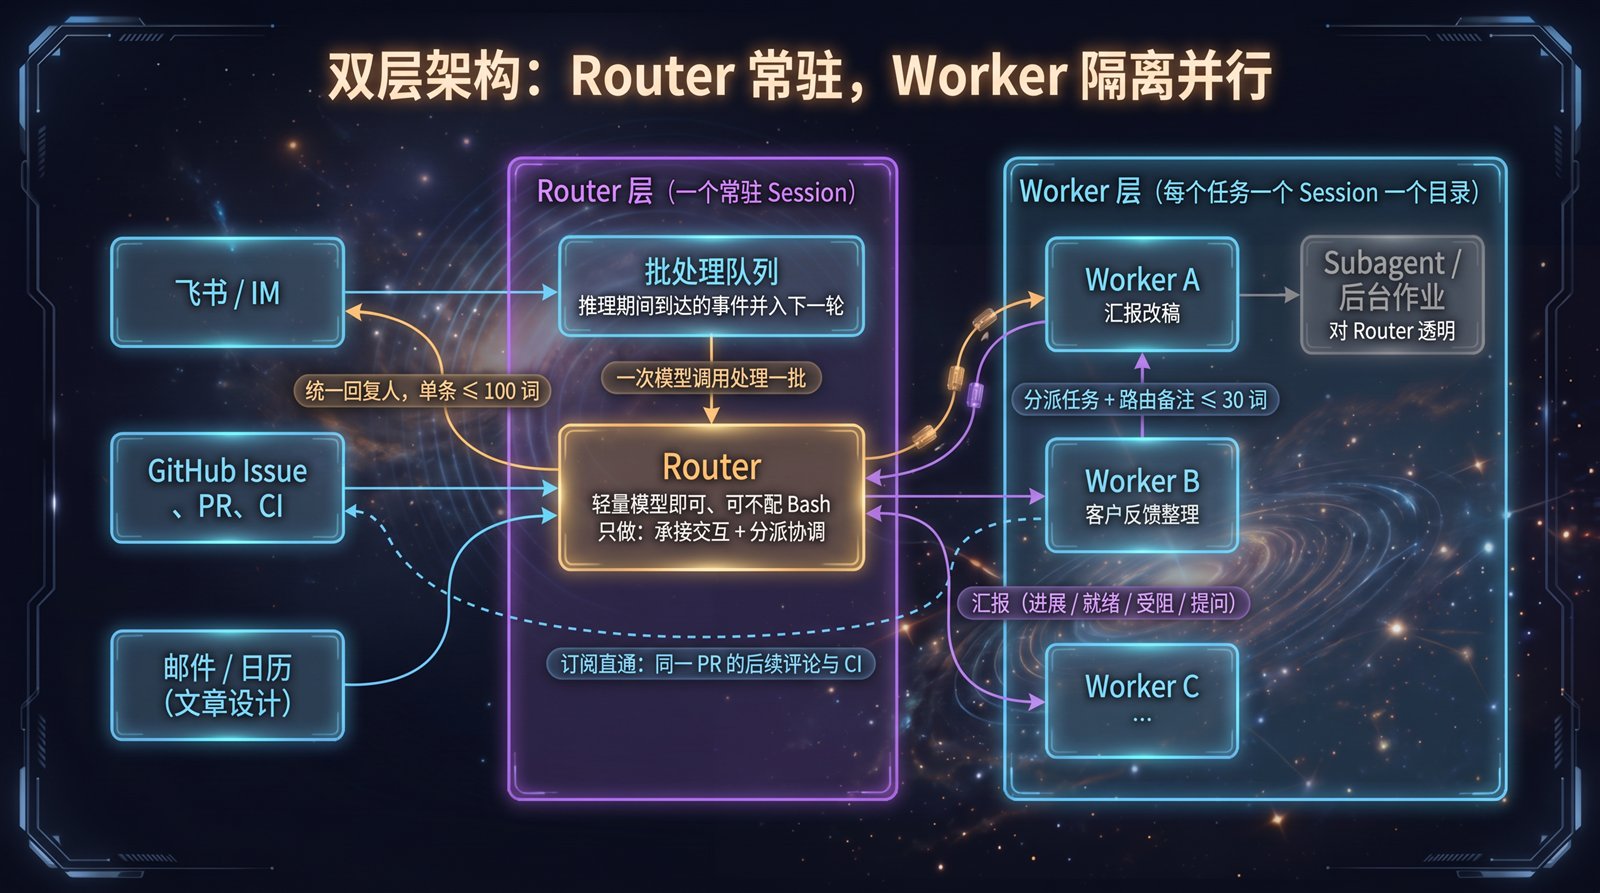 双层架构：Router 常驻，Worker 隔离并行
Router 层（一个常驻 Session）
Worker 层（每个任务一个 Session 一个目录）
飞书 / IM
批处理队列
推理期间到达的事件并入下一轮
Worker A
汇报改稿
Subagent /
后台作业
对 Router 透明
统一回复人，单条 ≤ 100 词
一次模型调用处理一批
分派任务 + 路由备注 ≤ 30 词
GitHub Issue
、PR、CI
Router
轻量模型即可、可不配 Bash
只做：承接交互 + 分派协调
Worker B
客户反馈整理
汇报（进展 / 就绪 / 受阻 / 提问）
订阅直通：同一 PR 的后续评论与 CI
邮件 / 日历
（文章设计）
Worker C
...